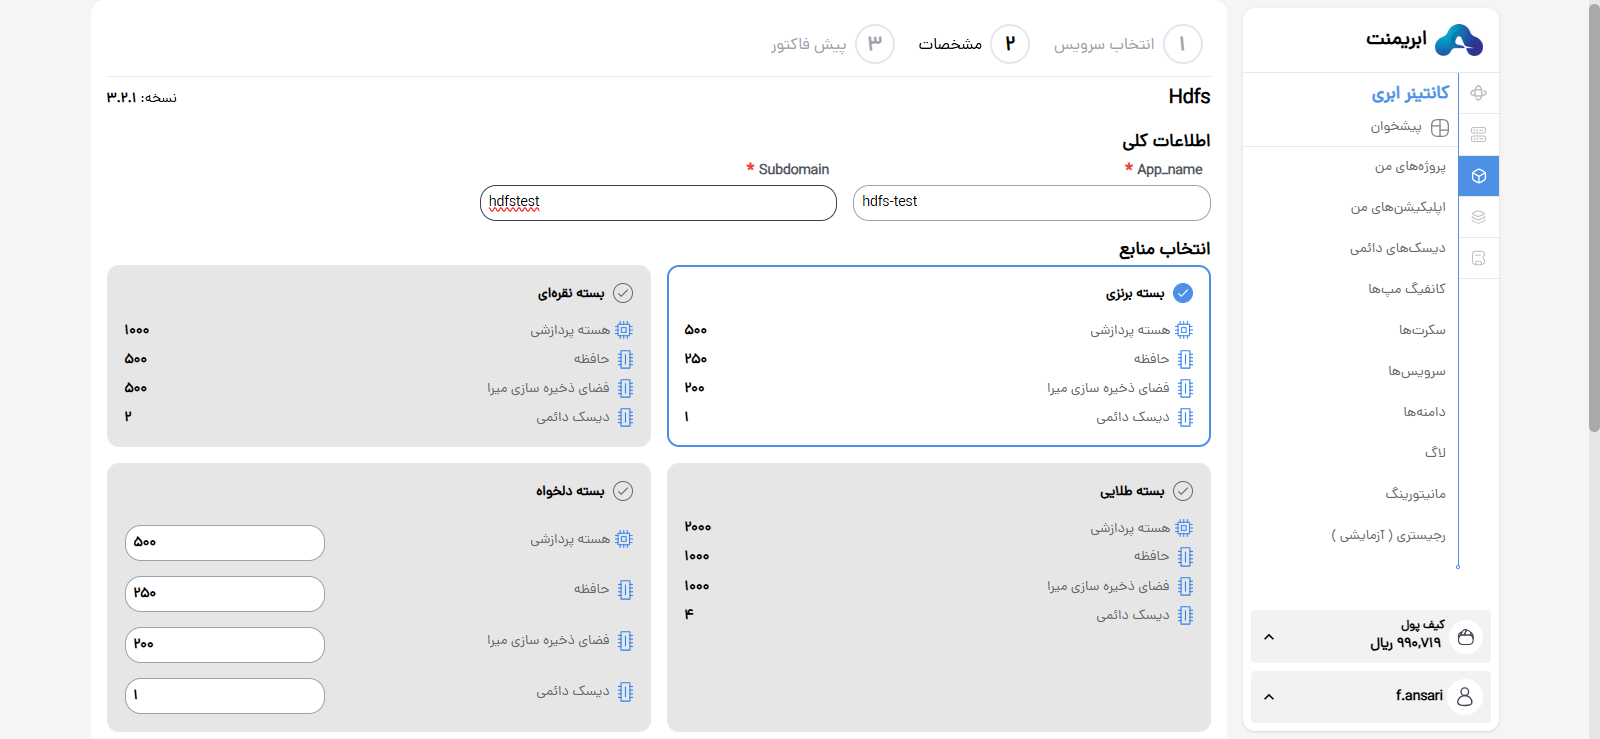 ابریمنت
کانتینر ابری
پیشخوان
پروژه‌های من
اپلیکیشن‌های من
دیسک‌های دائمی
کانفیگ مپ‌ها
سکرت‌ها
سرویس‌ها
دامنه‌ها
لاگ
مانیتورینگ
رجیستری ( آزمایشی )
کیف پول
۹۹۰,۷۱۹ ریال
f.ansari
۱ انتخاب سرویس ۲ مشخصات ۳ پیش فاکتور
Hdfs
نسخه: ۳.۲.۱
اطلاعات کلی
App_name *
hdfs-test
Subdomain *
hdfstest
انتخاب منابع
بسته برنزی
هسته پردازشی ۵۰۰
حافظه ۲۵۰
فضای ذخیره سازی میرا ۲۰۰
دیسک دائمی ۱
بسته نقره‌ای
هسته پردازشی ۱۰۰۰
حافظه ۵۰۰
فضای ذخیره سازی میرا ۵۰۰
دیسک دائمی ۲
بسته طلایی
هسته پردازشی ۲۰۰۰
حافظه ۱۰۰۰
فضای ذخیره سازی میرا ۱۰۰۰
دیسک دائمی ۴
بسته دلخواه
هسته پردازشی ۵۰۰
حافظه ۲۵۰
فضای ذخیره سازی میرا ۲۰۰
دیسک دائمی ۱